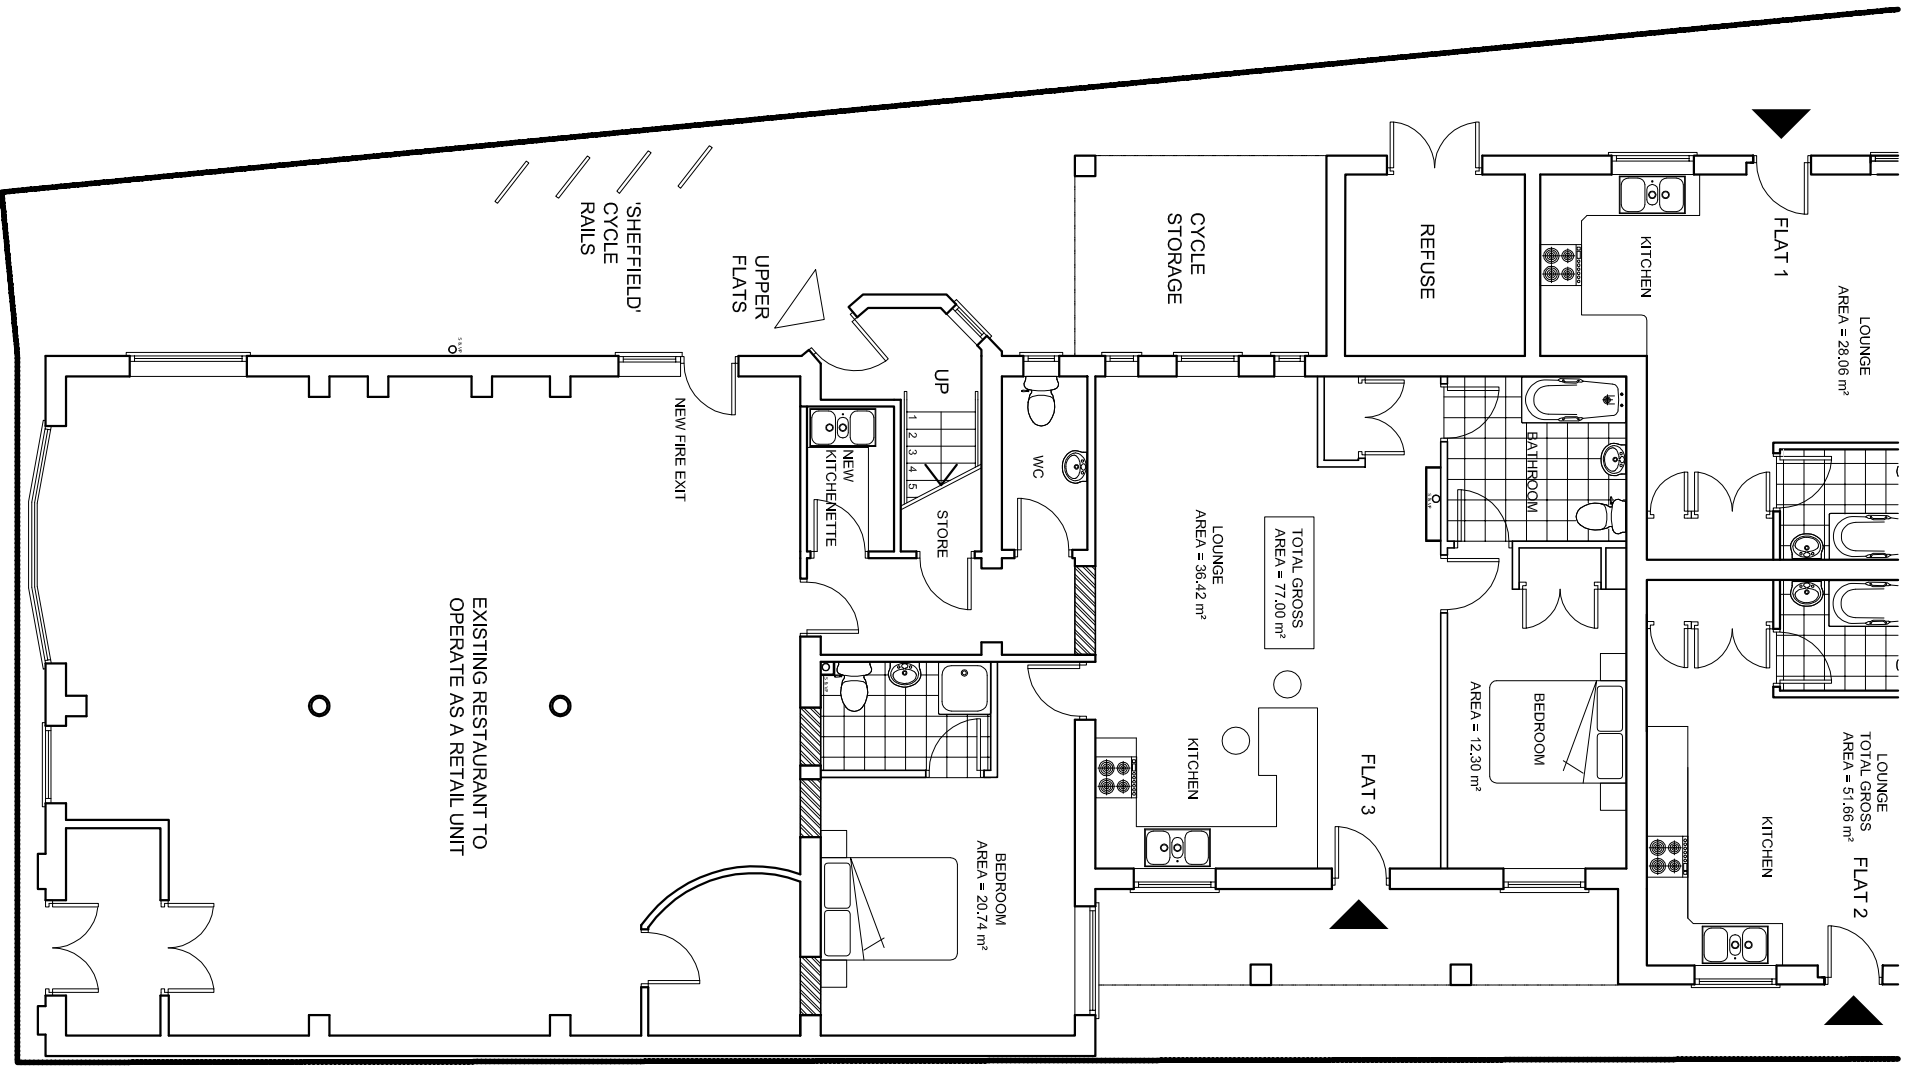 FLAT 1
KITCHEN
LOUNGE
AREA = 28.06 m²
REFUSE
CYCLE
STORAGE
'SHEFFIELD'
CYCLE
RAILS
UPPER
FLATS
UP
1
2
3
4
5
STORE
WC
NEW
KITCHENETTE
NEW FIRE EXIT
BATHROOM
TOTAL GROSS
AREA = 77.00 m²
LOUNGE
AREA = 36.42 m²
EXISTING RESTAURANT TO
OPERATE AS A RETAIL UNIT
BEDROOM
AREA = 12.30 m²
FLAT 3
KITCHEN
BEDROOM
AREA = 20.74 m²
LOUNGE
TOTAL GROSS
AREA = 51.66 m²
FLAT 2
KITCHEN